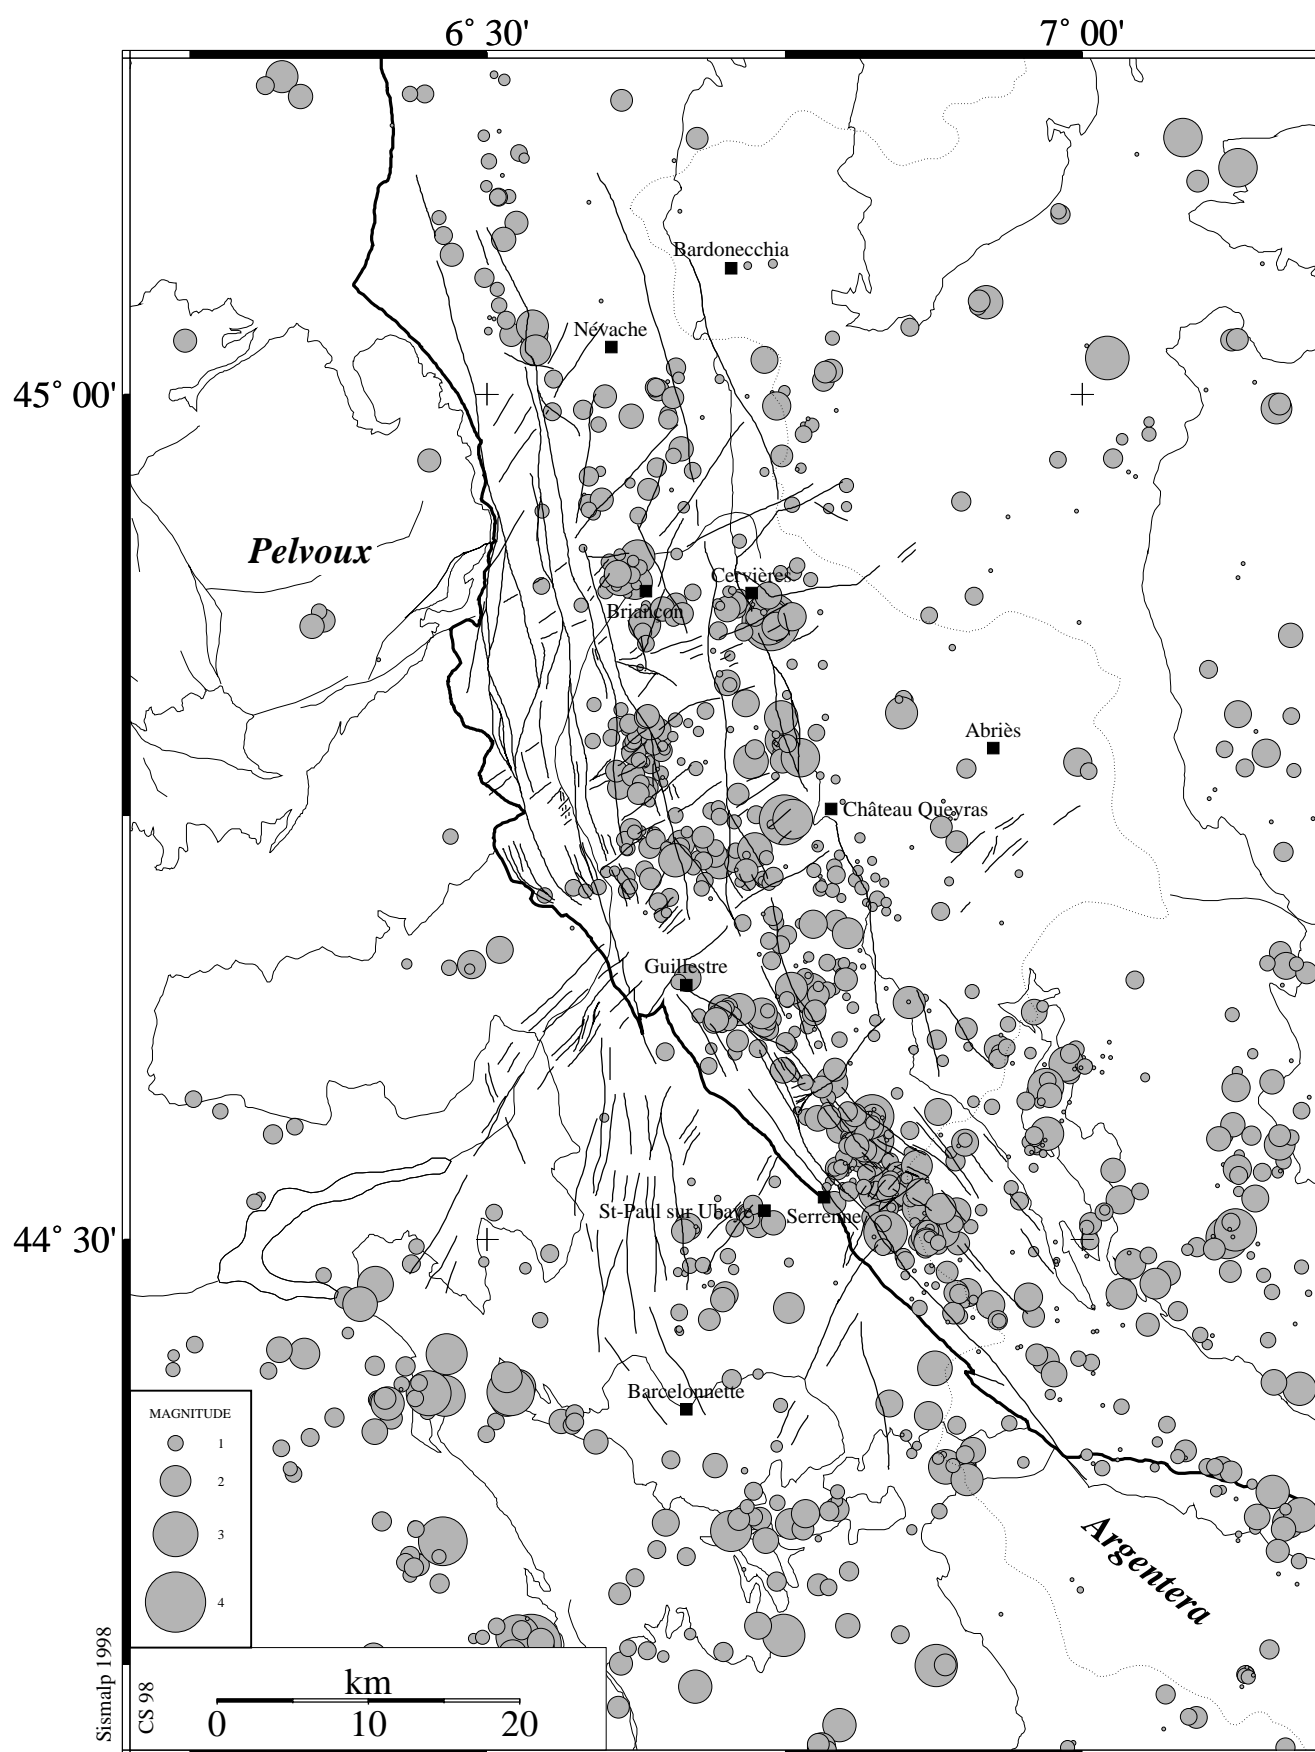 6° 30'
7° 00'
Bardonecchia
Névache
45° 00'
Pelvoux
Cervières
Briançon
Abriès
Château Queyras
Guillestre
St-Paul sur Ubaye
Serrenne
44° 30'
Barcelonnette
MAGNITUDE
1
2
3
4
Argentera
Sismalp 1998
CS 98
km
0
10
20